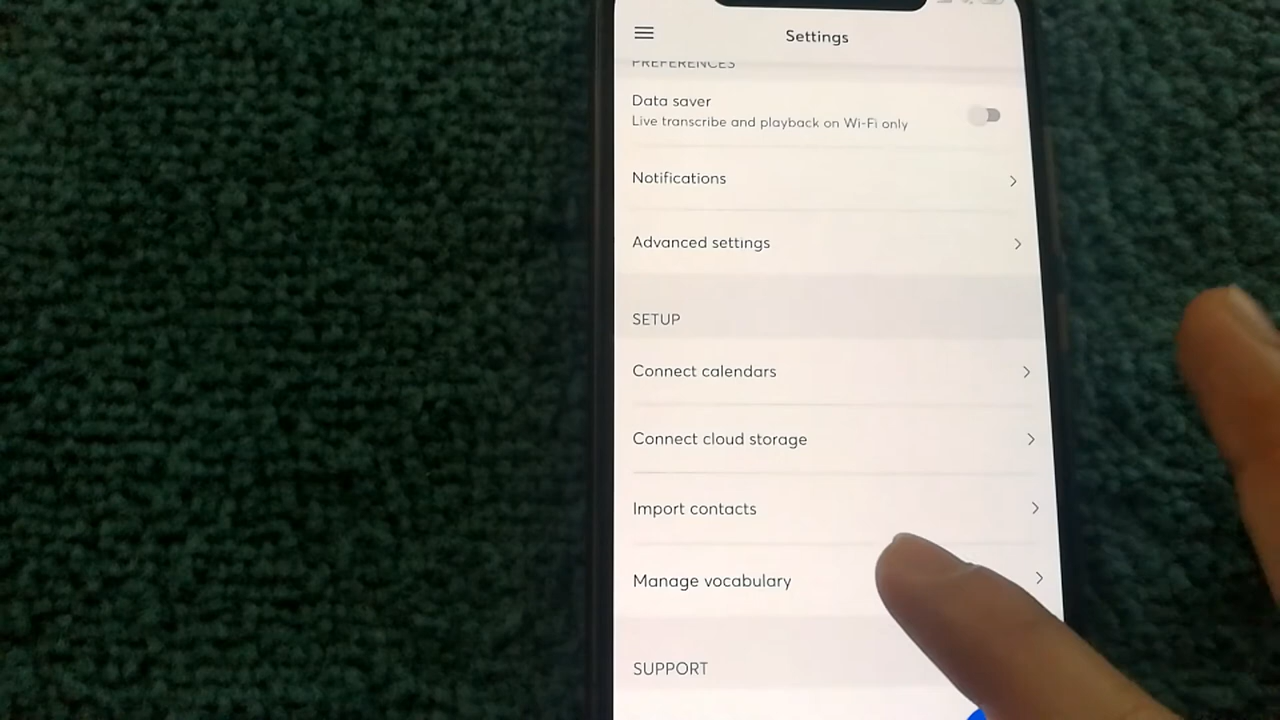 Settings
PREFERENCES
Data saver
Live transcribe and playback on Wi-Fi only
Notifications
Advanced settings
SETUP
Connect calendars
Connect cloud storage
Import contacts
Manage vocabulary
SUPPORT